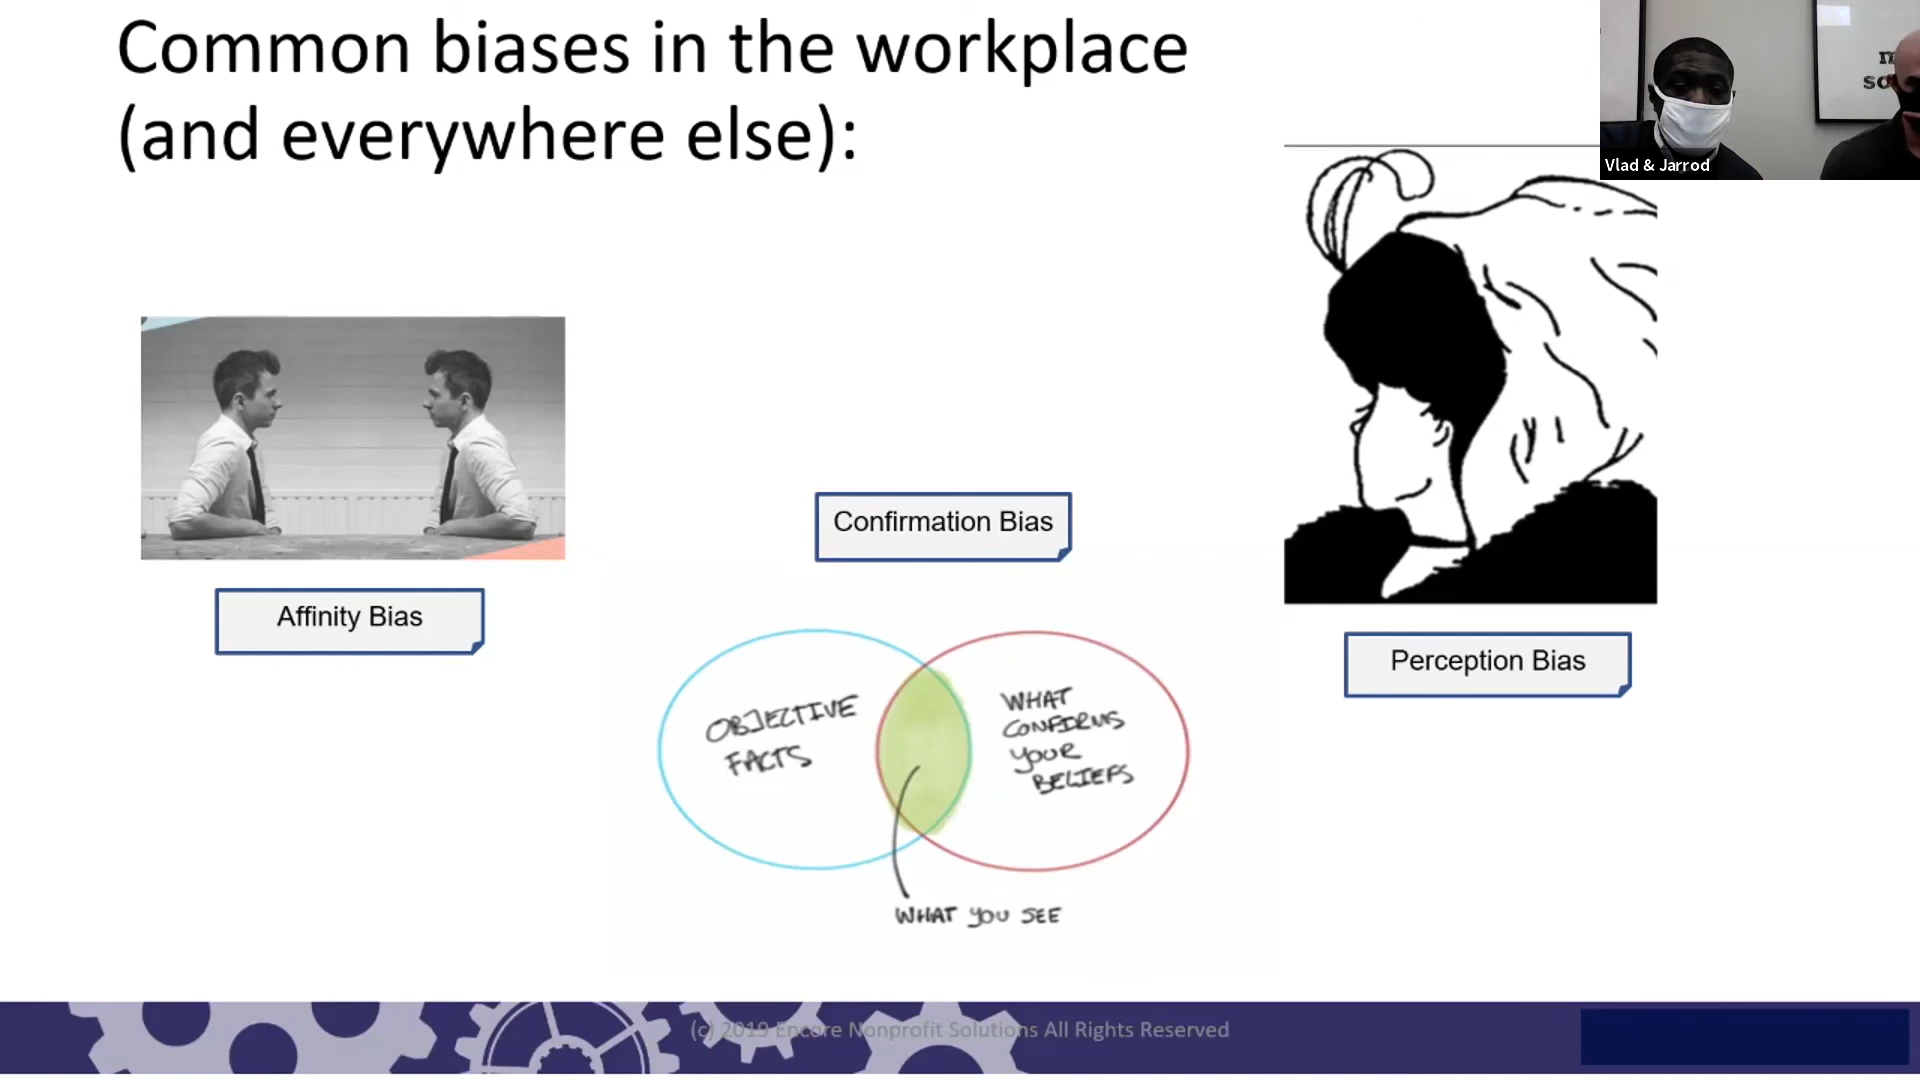 Common biases in the workplace
(and everywhere else):
Vlad & Jarrod
Confirmation Bias
Affinity Bias
Perception Bias
OBJECTIVE
FACTS
WHAT
CONFIRMS
YOUR
BELIEFS
WHAT YOU SEE
(c) 2019 Encore Nonprofit Solutions All Rights Reserved